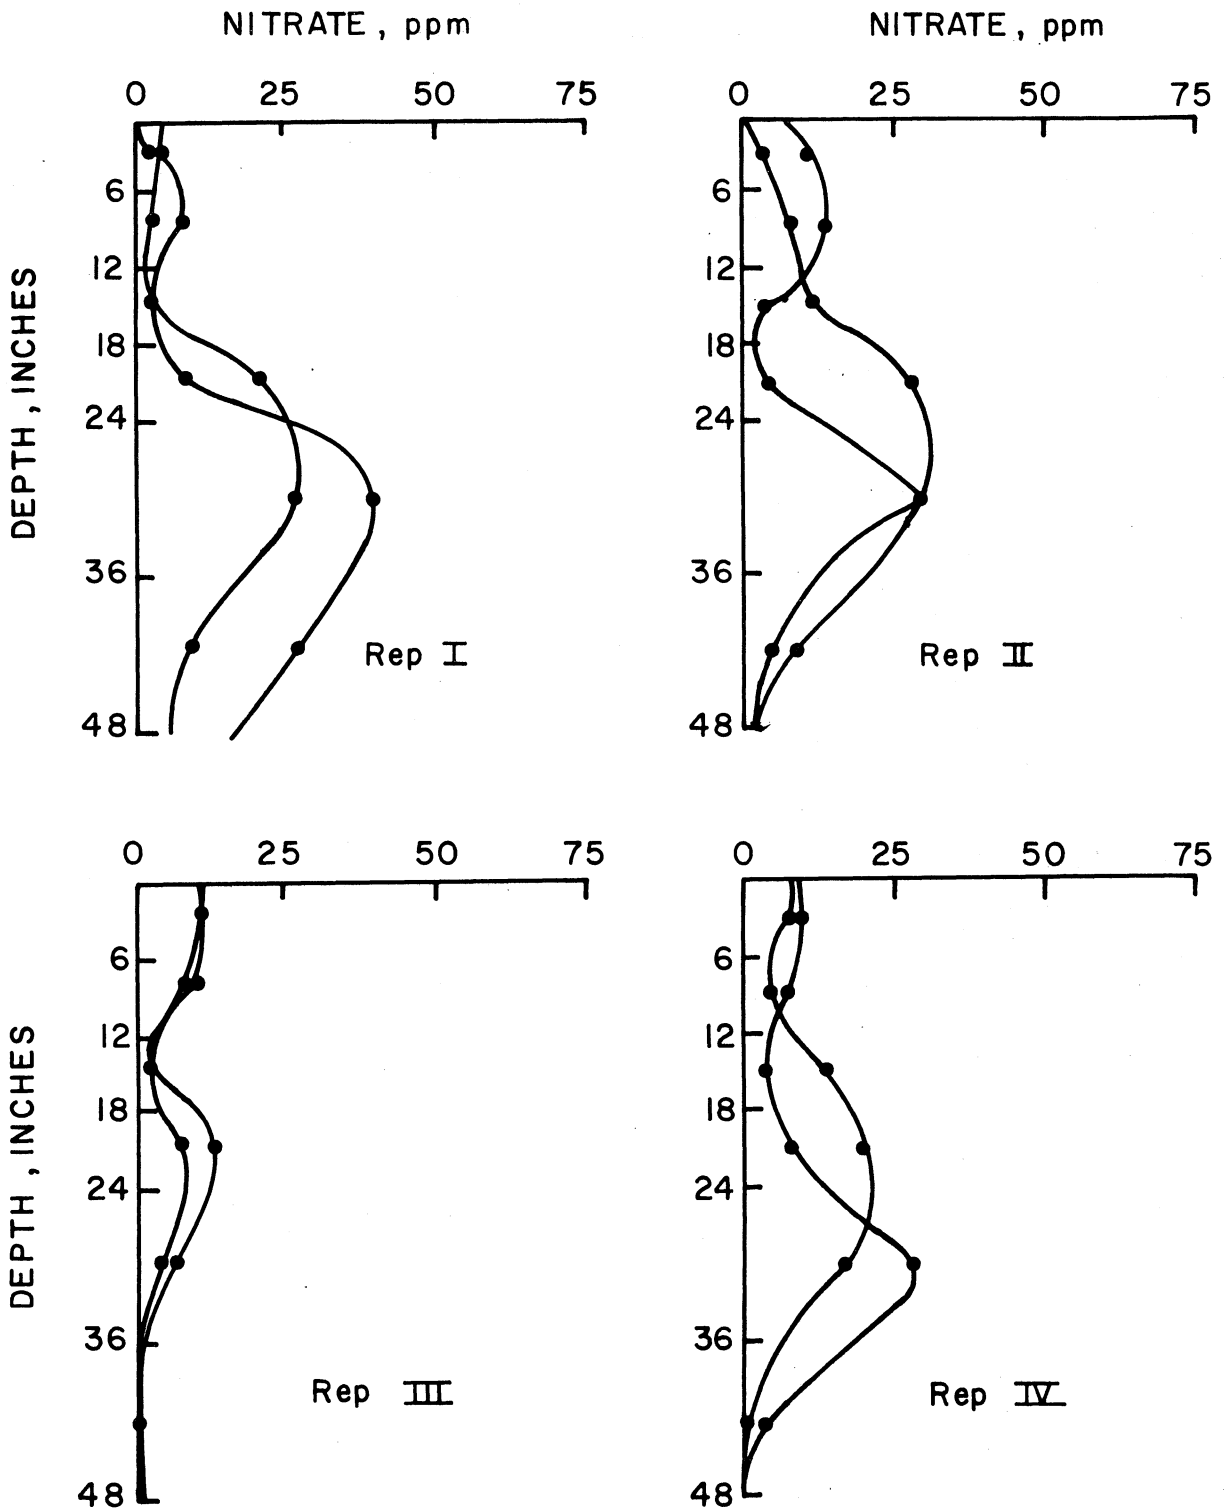 NITRATE, ppm
0 25 50 75
6
12
18
24
36
48
DEPTH, INCHES
Rep I
NITRATE, ppm
0 25 50 75
6
12
18
24
36
48
Rep II
0 25 50 75
6
12
18
24
36
48
DEPTH, INCHES
Rep III
0 25 50 75
6
12
18
24
36
48
Rep IV